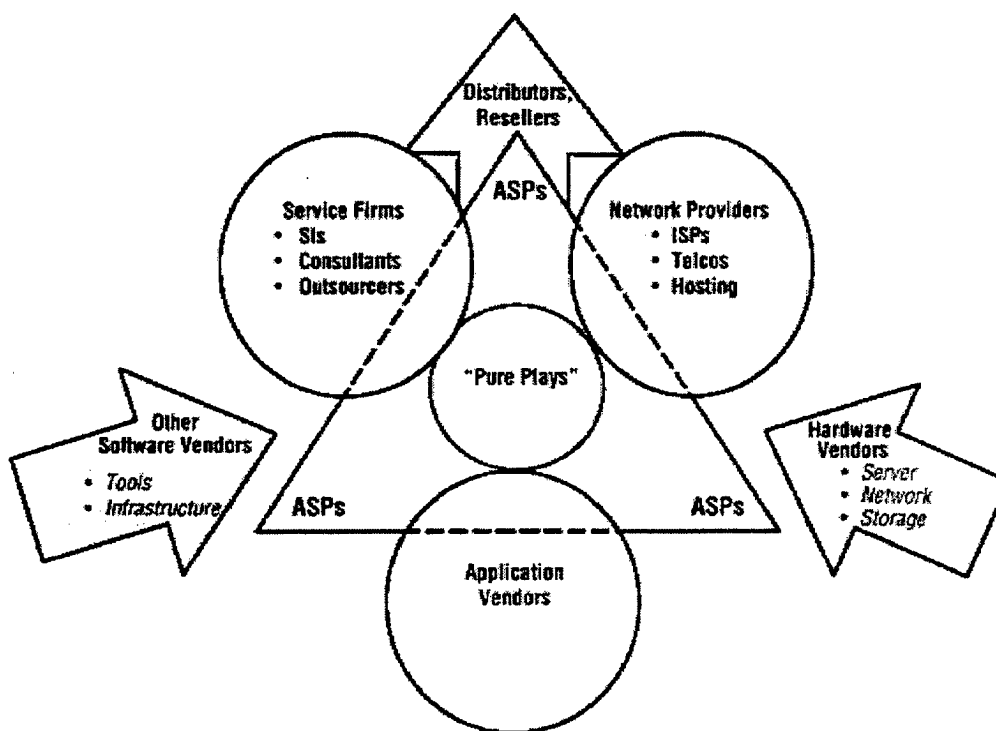 Distributors,
Resellers
ASPs
Service Firms
• SIs
• Consultants
• Outsourcers
Network Providers
• ISPs
• Telcos
• Hosting
"Pure Plays"
Other
Software Vendors
• Tools
• Infrastructure
Hardware
Vendors
• Server
• Network
• Storage
ASPs
ASPs
Application
Vendors